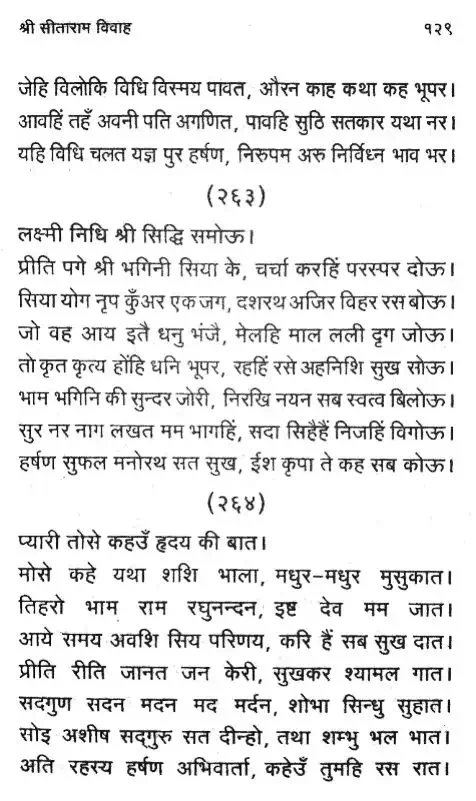 श्री सीताराम विवाह १२९
जेहि विलोकि विधि विस्मय पावत, औरन काह कथा कह भूपर।
आवहिं तहँ अवनी पति अगणित, पावहि सुठि सतकार यथा नर।
यहि विधि चलत यज्ञ पुर हर्षण, निरुपम अरु निर्विध्न भाव भर।
(२६३)
लक्ष्मी निधि श्री सिद्धि समोऊ।
प्रीति पगे श्री भगिनी सिया के, चर्चा करहिं परस्पर दोऊ।
सिया योग नृप कुँअर एक जग, दशरथ अजिर विहर रस बोऊ।
जो वह आय इतै धनु भंजै, मेलहि माल लली दृग जोऊ।
तो कृत कृत्य होंहि धनि भूपर, रहहिं रसे अहनिशि सुख सोऊ।
भाम भगिनि की सुन्दर जोरी, निरखि नयन सब स्वत्व बिलोऊ।
सुर नर नाग लखत मम भागहिं, सदा सिहैहैं निजहिं विगोऊ।
हर्षण सुफल मनोरथ सत सुख, ईश कृपा ते कह सब कोऊ।
(२६४)
प्यारी तोसे कहउँ हृदय की बात।
मोसे कहे यथा शशि भाला, मधुर-मधुर मुसुकात।
तिहरो भाम राम रघुनन्दन, इष्ट देव मम जात।
आये समय अवशि सिय परिणय, करि हैं सब सुख दात।
प्रीति रीति जानत जन केरी, सुखकर श्यामल गात।
सदगुण सदन मदन मद मर्दन, शोभा सिन्धु सुहात।
सोइ अशीष सद्गुरु सत दीन्हो, तथा शम्भु भल भात।
अति रहस्य हर्षण अभिवार्ता, कहेउँ तुमहि रस रात।